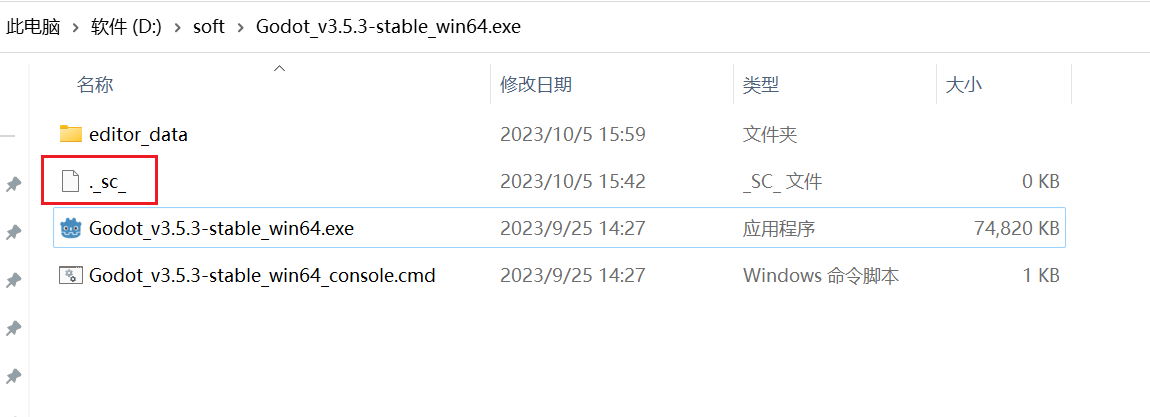 此电脑 > 软件 (D:) > soft > Godot_v3.5.3-stable_win64.exe
名称 修改日期 类型 大小
editor_data 2023/10/5 15:59 文件夹
._sc_ 2023/10/5 15:42 _SC_ 文件 0 KB
Godot_v3.5.3-stable_win64.exe 2023/9/25 14:27 应用程序 74,820 KB
Godot_v3.5.3-stable_win64_console.cmd 2023/9/25 14:27 Windows 命令脚本 1 KB